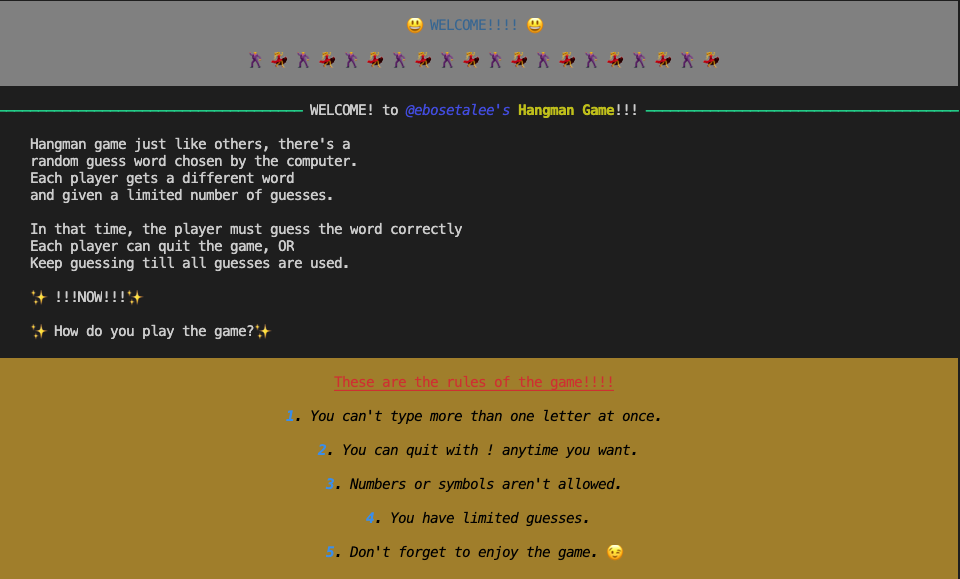 😃 WELCOME!!!! 😃
WELCOME! to @ebosetalee's Hangman Game!!!
Hangman game just like others, there's a
random guess word chosen by the computer.
Each player gets a different word
and given a limited number of guesses.
In that time, the player must guess the word correctly
Each player can quit the game, OR
Keep guessing till all guesses are used.
✨ !!!NOW!!!✨
✨ How do you play the game?✨
These are the rules of the game!!!!
1. You can't type more than one letter at once.
2. You can quit with ! anytime you want.
3. Numbers or symbols aren't allowed.
4. You have limited guesses.
5. Don't forget to enjoy the game. 😉